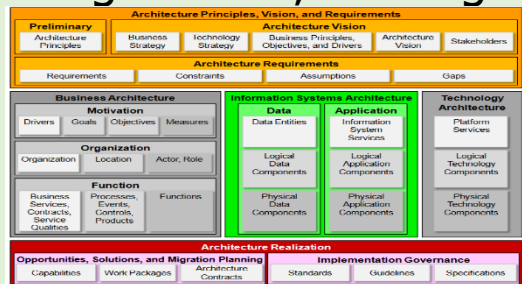 Architecture Principles, Vision, and Requirements
Preliminary
Architecture
Principles
Architecture Vision
Business
Strategy
Technology
Strategy
Business Principles,
Objectives, and Drivers
Architecture
Vision
Stakeholders
Architecture Requirements
Requirements
Constraints
Assumptions
Gaps
Business Architecture
Motivation
Drivers
Goals
Objectives
Measures
Organization
Organization
Location
Actor, Role
Function
Business
Services,
Contracts,
Service
Qualities
Processes,
Events,
Controls,
Products
Functions
Information Systems Architecture
Data
Data Entities
Logical
Data
Components
Physical
Data
Components
Application
Information
System
Services
Logical
Application
Components
Physical
Application
Components
Technology
Architecture
Platform
Services
Logical
Technology
Components
Physical
Technology
Components
Architecture Realization
Opportunities, Solutions, and Migration Planning
Capabilities
Work Packages
Architecture
Contracts
Implementation Governance
Standards
Guidelines
Specifications